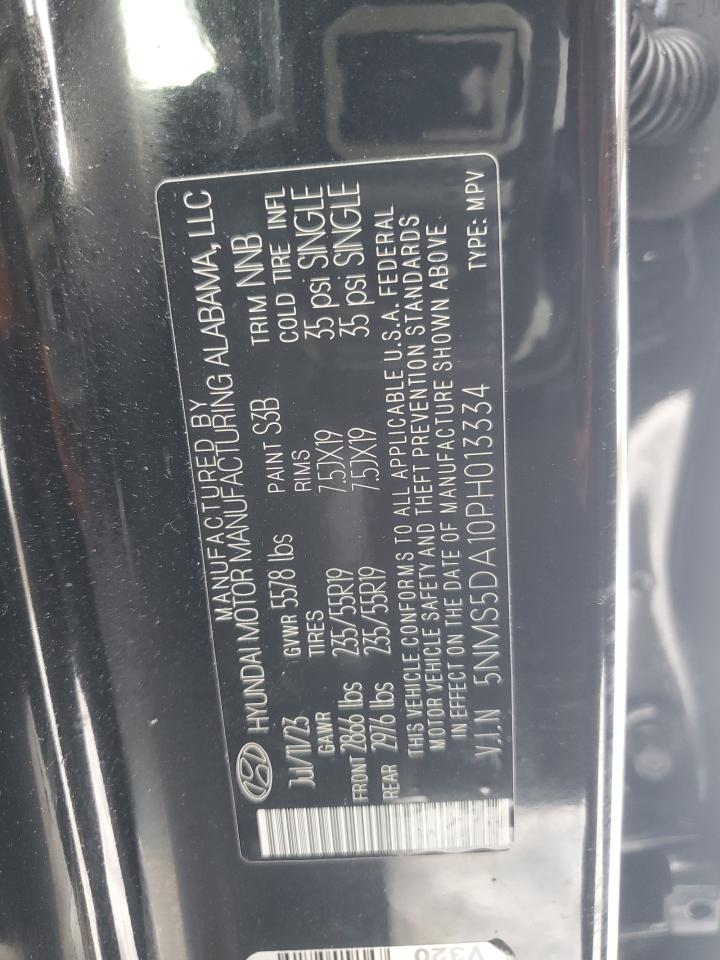 MANUFACTURED BY
HYUNDAI MOTOR MANUFACTURING ALABAMA, LLC
Jul/11/23 GVWR 5578 lbs PAINT S3B TRIM NNB
GAWR TIRES RIMS COLD TIRE INFL
FRONT 2866 lbs 235/55R19 7.5JX19 35 psi SINGLE
REAR 2976 lbs 235/55R19 7.5JX19 35 psi SINGLE
THIS VEHICLE CONFORMS TO ALL APPLICABLE U.S.A. FEDERAL
MOTOR VEHICLE SAFETY AND THEFT PREVENTION STANDARDS
IN EFFECT ON THE DATE OF MANUFACTURE SHOWN ABOVE
V.I.N 5NMS5DA10PH013334 TYPE: MPV
V320